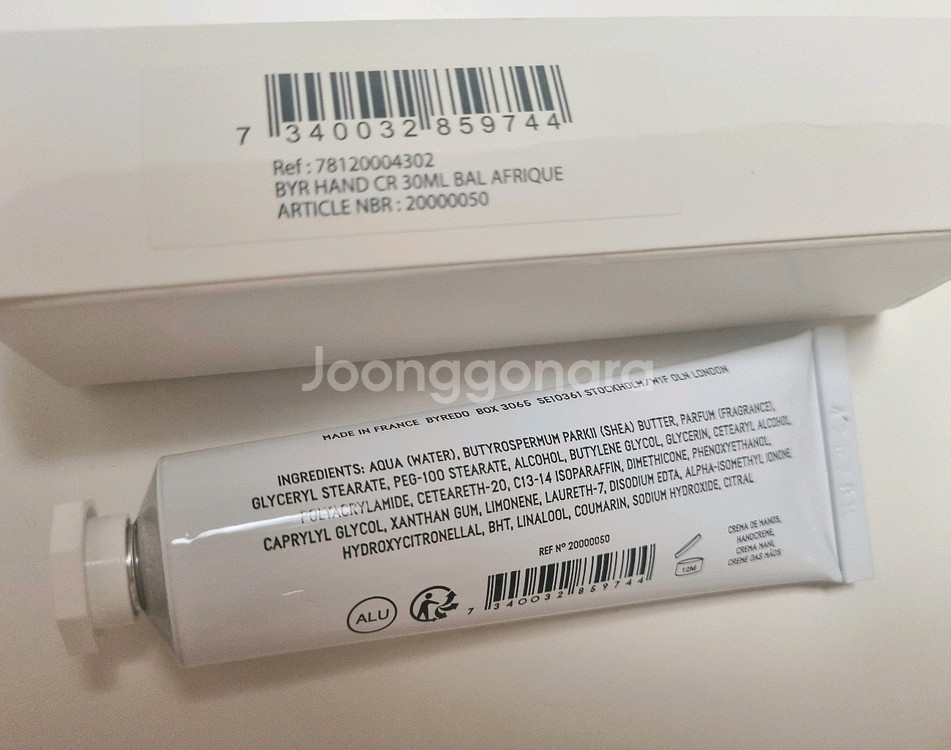 7 340032 859744
Ref : 78120004302
BYR HAND CR 30ML BAL AFRIQUE
ARTICLE NBR : 20000050
Joonggonara
MADE IN FRANCE BYREDO BOX 3065 SE10361 STOCKHOLM/W1F 0LN LONDON
INGREDIENTS: AQUA (WATER), BUTYROSPERMUM PARKII (SHEA) BUTTER, PARFUM (FRAGRANCE),
GLYCERYL STEARATE, PEG-100 STEARATE, ALCOHOL, BUTYLENE GLYCOL, GLYCERIN, CETEARYL ALCOHOL,
POLYACRYLAMIDE, CETEARETH-20, C13-14 ISOPARAFFIN, DIMETHICONE, PHENOXYETHANOL,
CAPRYLYL GLYCOL, XANTHAN GUM, LIMONENE, LAURETH-7, DISODIUM EDTA, ALPHA-ISOMETHYL IONONE,
HYDROXYCITRONELLAL, BHT, LINALOOL, COUMARIN, SODIUM HYDROXIDE, CITRAL
REF Nº 20000050
ALU
7 340032 859744
12M
CREMA DE MANOS,
HANDCREME,
CREMA MANI,
CREME DAS MÃOS